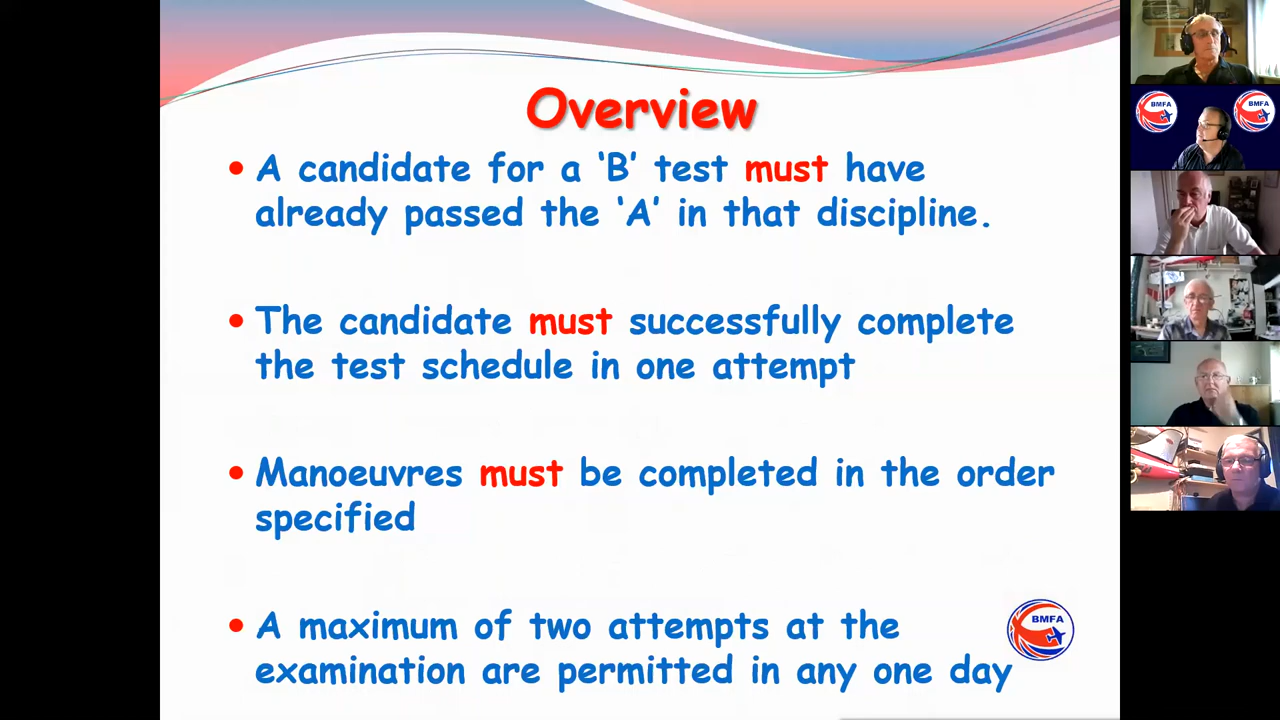 Overview
• A candidate for a ‘B’ test must have
already passed the ‘A’ in that discipline.
• The candidate must successfully complete
the test schedule in one attempt
• Manoeuvres must be completed in the order
specified
• A maximum of two attempts at the
examination are permitted in any one day
BMFA
BMFA
BMFA